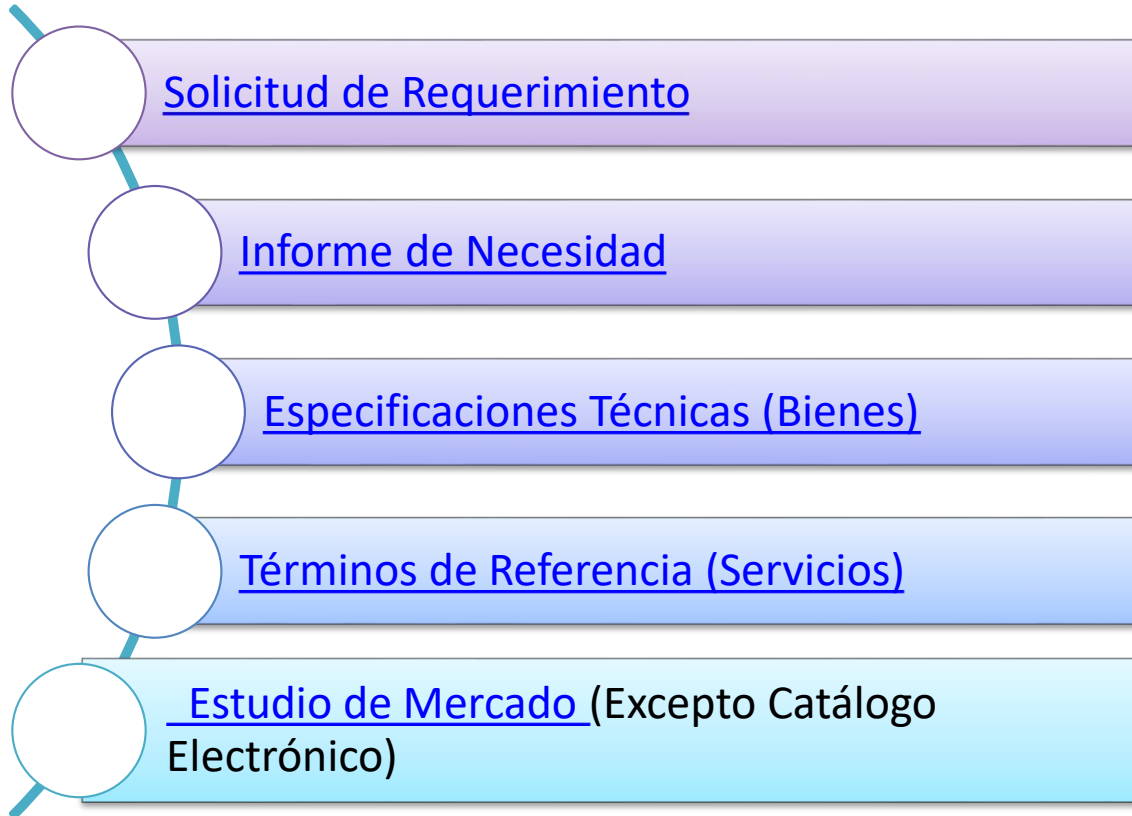 Solicitud de Requerimiento
Informe de Necesidad
Especificaciones Técnicas (Bienes)
Términos de Referencia (Servicios)
Estudio de Mercado (Excepto Catálogo
Electrónico)